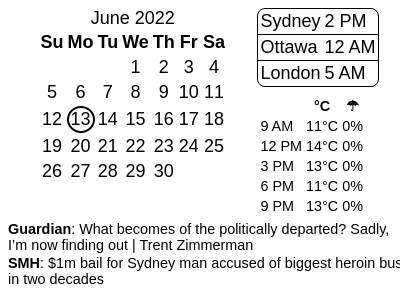 June 2022
Su Mo Tu We Th Fr Sa
1 2 3 4
5 6 7 8 9 10 11
12 13 14 15 16 17 18
19 20 21 22 23 24 25
26 27 28 29 30
Sydney 2 PM
Ottawa 12 AM
London 5 AM
°C ☂
9 AM 11°C 0%
12 PM 14°C 0%
3 PM 13°C 0%
6 PM 11°C 0%
9 PM 13°C 0%
Guardian: What becomes of the politically departed? Sadly,
I’m now finding out | Trent Zimmerman
SMH: $1m bail for Sydney man accused of biggest heroin bus
in two decades